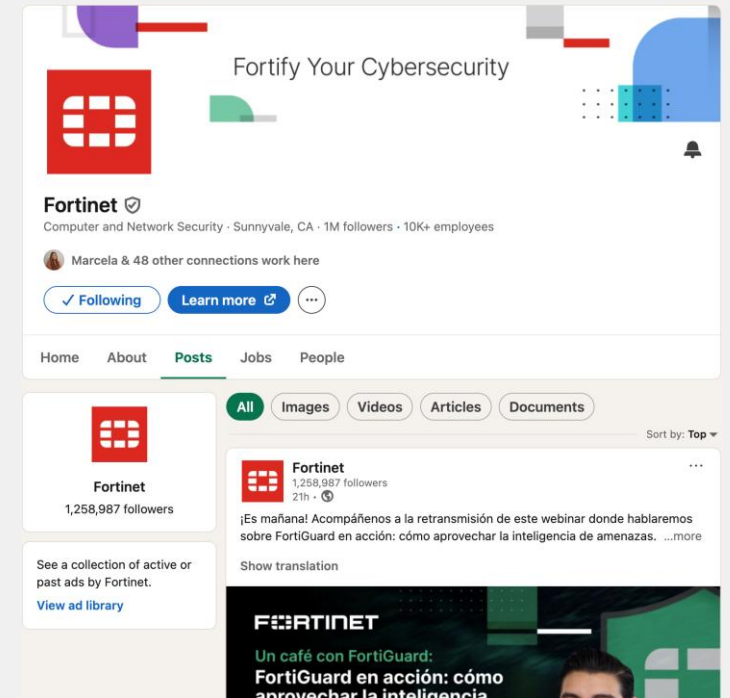 Fortify Your Cybersecurity
Fortinet
Computer and Network Security · Sunnyvale, CA · 1M followers · 10K+ employees
Marcela & 48 other connections work here
✓ Following
Learn more
Home About Posts Jobs People
All Images Videos Articles Documents
Sort by: Top
Fortinet
1,258,987 followers
See a collection of active or
past ads by Fortinet.
View ad library
Fortinet
1,258,987 followers
21h ·
¡Es mañana! Acompáñenos a la retransmisión de este webinar donde hablaremos
sobre FortiGuard en acción: cómo aprovechar la inteligencia de amenazas. ...more
Show translation
FORTINET
Un café con FortiGuard:
FortiGuard en acción: cómo
aprovechar la inteligencia